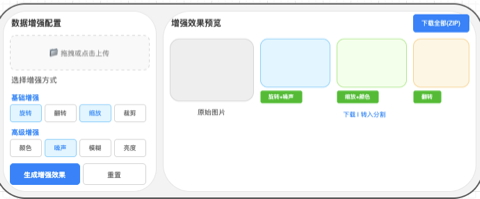 数据增强配置
拖拽或点击上传
选择增强方式
基础增强
旋转 翻转 缩放 裁剪
高级增强
颜色 噪声 模糊 亮度
生成增强效果 重置
增强效果预览
下载全部(ZIP)
旋转+噪声 缩放+颜色 翻转
原始图片
下载 | 转入分割